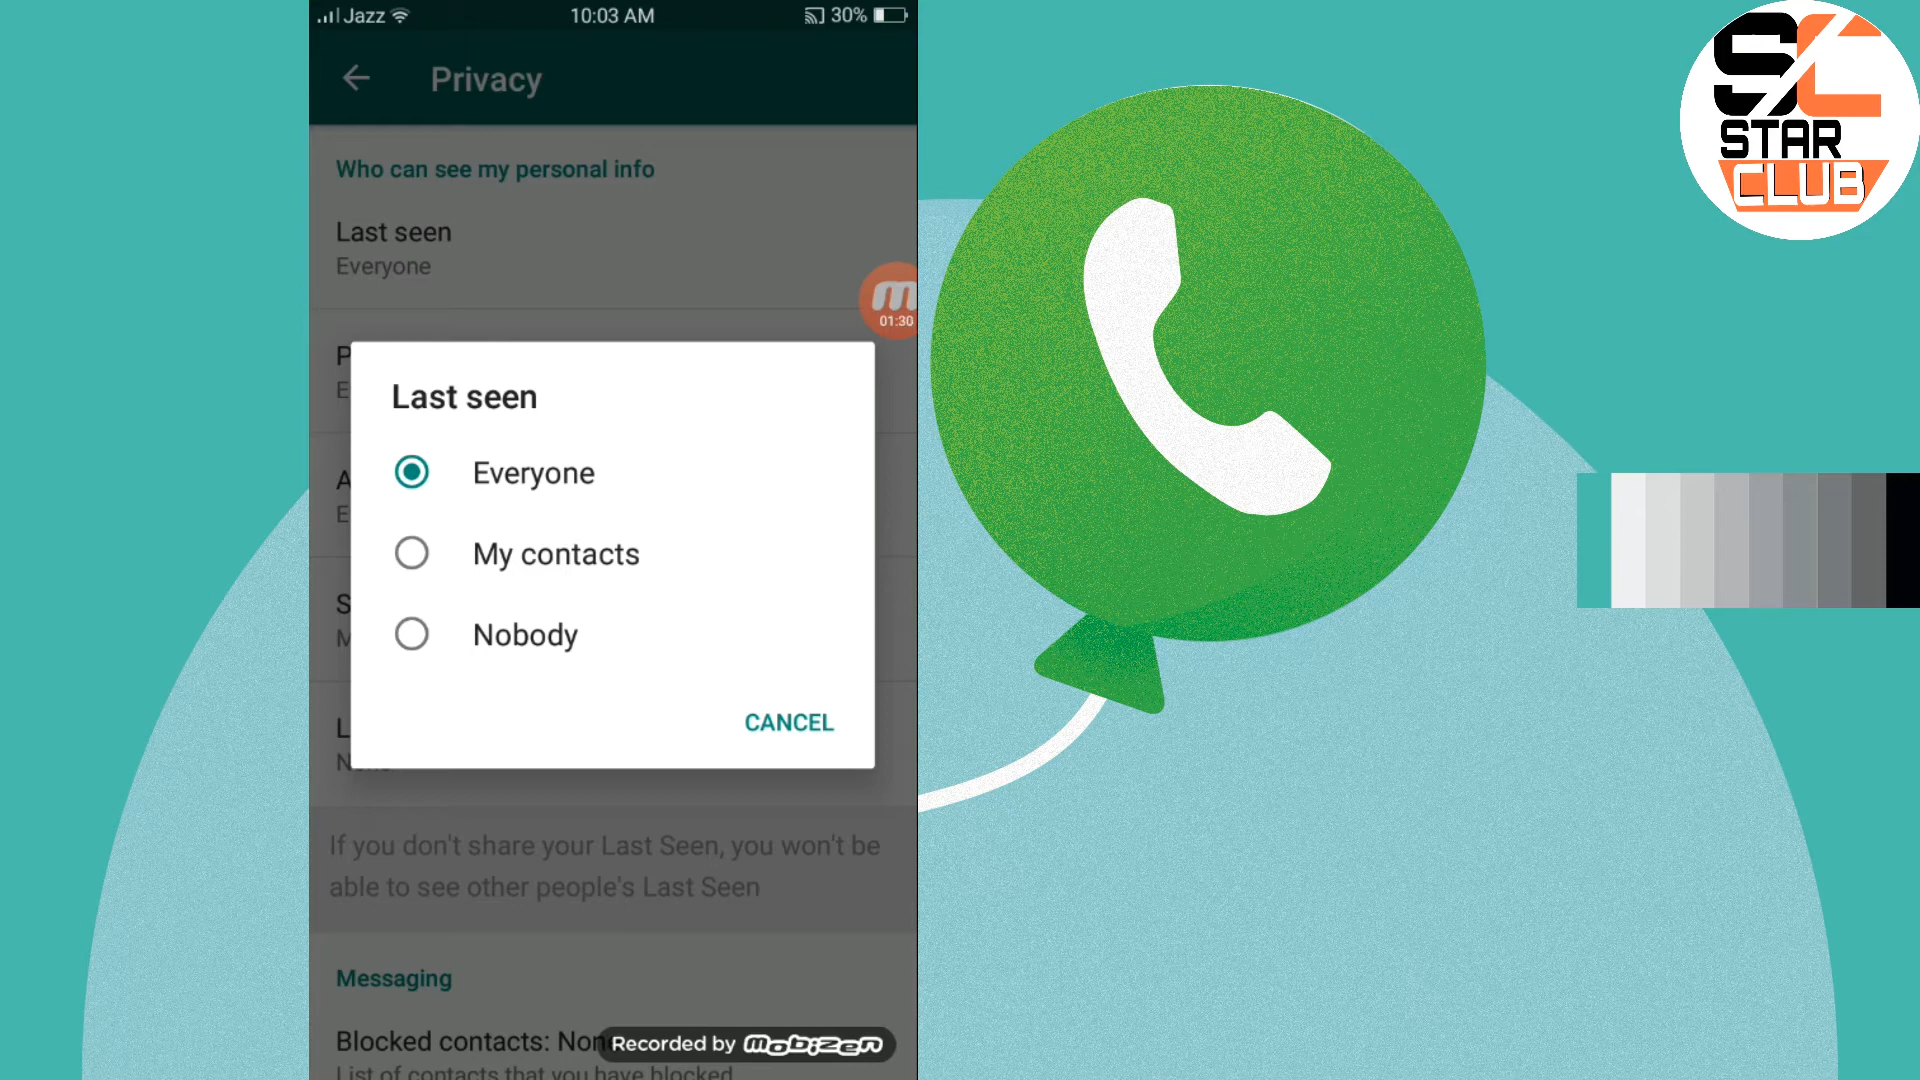 Jazz
10:03 AM
30%
Privacy
Who can see my personal info
Last seen
Everyone
m
01:30
P
E
Last seen
A
E
Everyone
My contacts
S
M
Nobody
L
CANCEL
If you don't share your Last Seen, you won't be
able to see other people's Last Seen
Messaging
Blocked contacts: Non
Recorded by mobizen
List of contacts that you have blocked
SC
STAR
CLUB